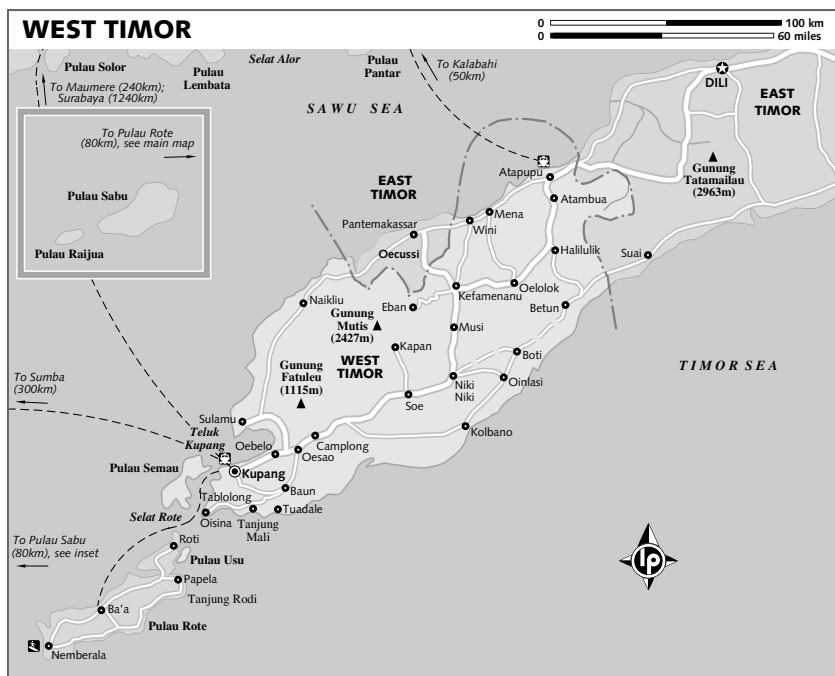 WEST TIMOR
0 100 km
0 60 miles
Pulau Solor
Pulau
Lembata
Selat Alor
Pulau
Pantar
To Kalabahi
(50km)
DILI
EAST
TIMOR
To Maumere (240km);
Surabaya (1240km)
SAWU SEA
To Pulau Rote
(80km), see main map
Pulau Sabu
Pulau Raijua
Gunung
Tatamailau
(2963m)
Atapupu
EAST
TIMOR
Atambua
Mena
Wini
Pantemakassar
Oecussi
Halilulik
Suai
Oelolok
Kefamenanu
Naikliu
Eban
Betun
Gunung
Mutis
(2427m)
Musi
Kapan
WEST
TIMOR
Boti
TIMOR SEA
Gunung
Fatuleu
(1115m)
Niki
Niki
Oinlasi
To Sumba
(300km)
Soe
Sulamu
Teluk
Kupang
Kolbano
Camplong
Oebelo
Oesao
Pulau Semau
Kupang
Baun
Tablolong
Selat Rote
Oisina
Tuadale
Tanjung
Mali
To Pulau Sabu
(80km), see inset
Roti
Pulau Usu
Papela
Tanjung Rodi
Ba'a
Pulau Rote
Nemberala
lp